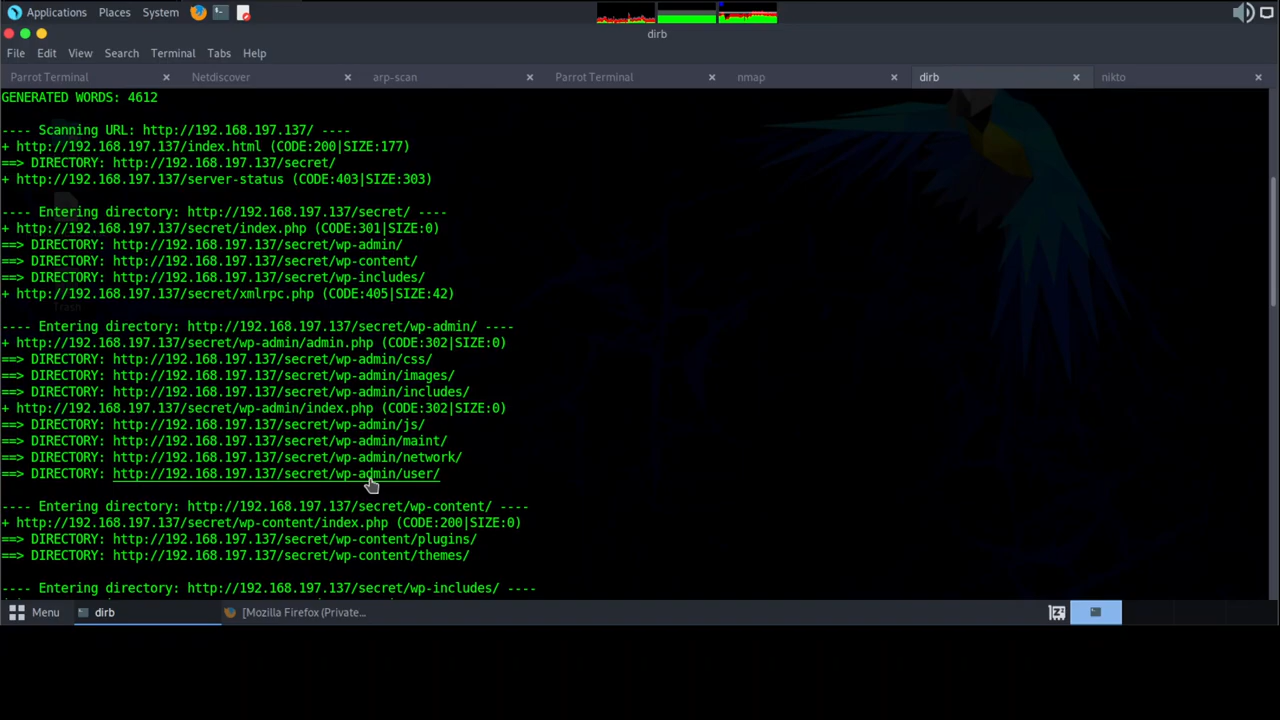 Applications Places System
dirb
File Edit View Search Terminal Tabs Help
Parrot Terminal × Netdiscover × arp-scan × Parrot Terminal × nmap × dirb × nikto ×
GENERATED WORDS: 4612
---- Scanning URL: http://192.168.197.137/ ----
+ http://192.168.197.137/index.html (CODE:200|SIZE:177)
==> DIRECTORY: http://192.168.197.137/secret/
+ http://192.168.197.137/server-status (CODE:403|SIZE:303)
---- Entering directory: http://192.168.197.137/secret/ ----
+ http://192.168.197.137/secret/index.php (CODE:301|SIZE:0)
==> DIRECTORY: http://192.168.197.137/secret/wp-admin/
==> DIRECTORY: http://192.168.197.137/secret/wp-content/
==> DIRECTORY: http://192.168.197.137/secret/wp-includes/
+ http://192.168.197.137/secret/xmlrpc.php (CODE:405|SIZE:42)
---- Entering directory: http://192.168.197.137/secret/wp-admin/ ----
+ http://192.168.197.137/secret/wp-admin/admin.php (CODE:302|SIZE:0)
==> DIRECTORY: http://192.168.197.137/secret/wp-admin/css/
==> DIRECTORY: http://192.168.197.137/secret/wp-admin/images/
==> DIRECTORY: http://192.168.197.137/secret/wp-admin/includes/
+ http://192.168.197.137/secret/wp-admin/index.php (CODE:302|SIZE:0)
==> DIRECTORY: http://192.168.197.137/secret/wp-admin/js/
==> DIRECTORY: http://192.168.197.137/secret/wp-admin/maint/
==> DIRECTORY: http://192.168.197.137/secret/wp-admin/network/
==> DIRECTORY: http://192.168.197.137/secret/wp-admin/user/
---- Entering directory: http://192.168.197.137/secret/wp-content/ ----
+ http://192.168.197.137/secret/wp-content/index.php (CODE:200|SIZE:0)
==> DIRECTORY: http://192.168.197.137/secret/wp-content/plugins/
==> DIRECTORY: http://192.168.197.137/secret/wp-content/themes/
---- Entering directory: http://192.168.197.137/secret/wp-includes/ ----
Menu dirb [Mozilla Firefox (Private...